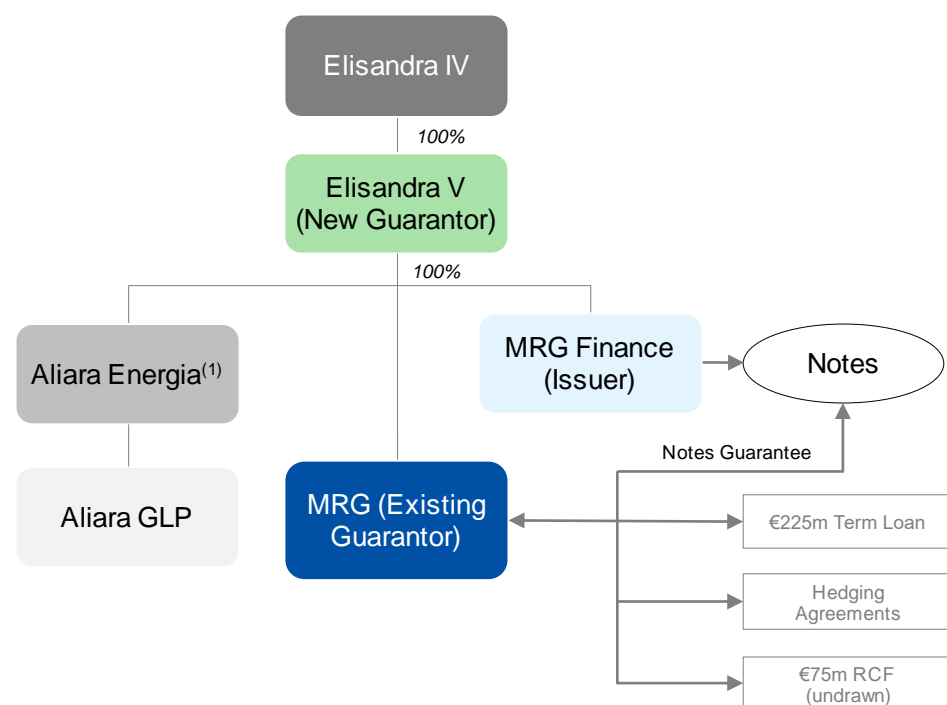 Elisandra IV
100%
Elisandra V
(New Guarantor)
100%
Aliara Energia(1)
MRG Finance
(Issuer)
Notes
Notes Guarantee
Aliara GLP
MRG (Existing
Guarantor)
€225m Term Loan
Hedging
Agreements
€75m RCF
(undrawn)